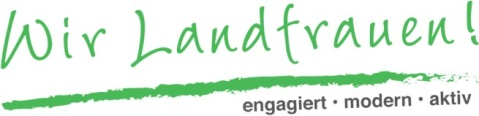 Wir Landfrauen!
engagiert · modern · aktiv